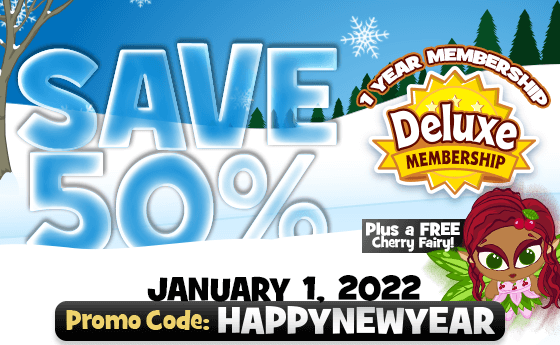 SAVE
50%
1 YEAR MEMBERSHIP
Deluxe
MEMBERSHIP
Plus a FREE
Cherry Fairy!
JANUARY 1, 2022
Promo Code: HAPPYNEWYEAR